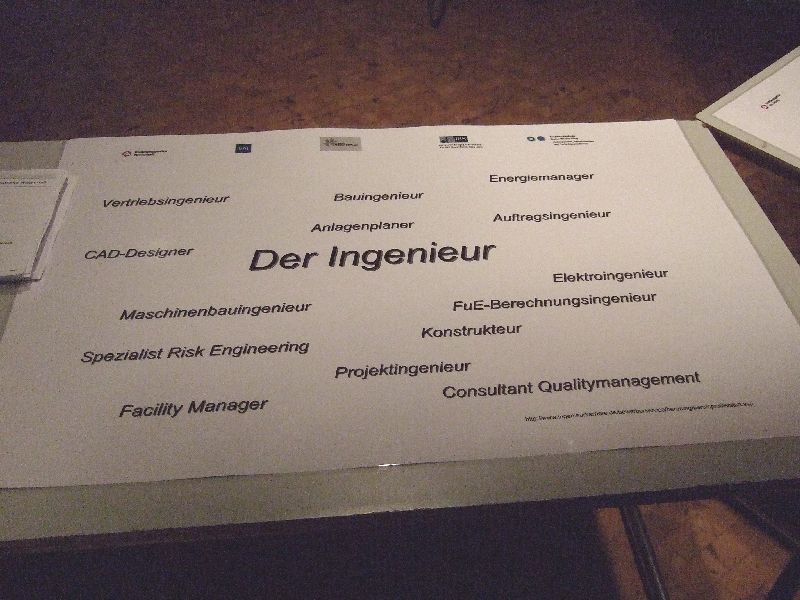 Energiemanager
Vertriebsingenieur
Bauingenieur
Auftragsingenieur
Anlagenplaner
CAD-Designer
Der Ingenieur
Elektroingenieur
Maschinenbauingenieur
FuE-Berechnungsingenieur
Konstrukteur
Spezialist Risk Engineering
Projektingenieur
Consultant Qualitymanagement
Facility Manager